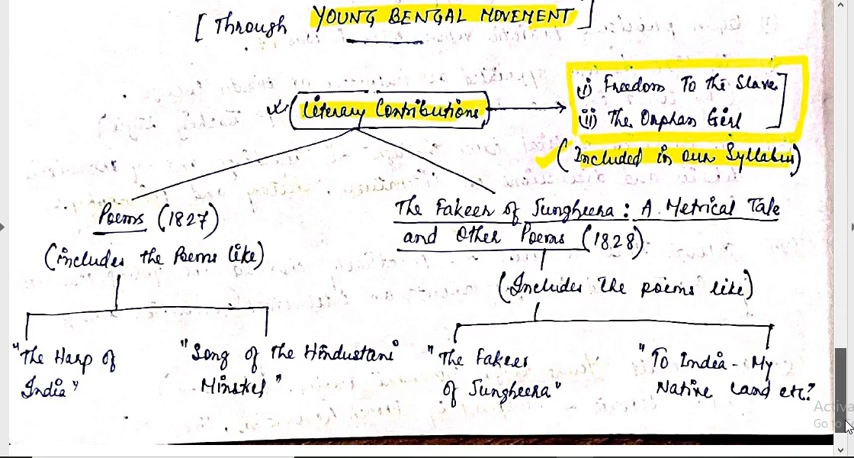 [ Through YOUNG BENGAL MOVEMENT ]
Literary Contributions
i) Freedom To the Slave
ii) The Orphan Girl
(Included in our Syllabus)
Poems (1827)
(includes the Poems like)
The Fakeer of Jungheera : A Metrical Tale
and Other Poems (1828)
(Includes the poems like)
"The Harp of
India"
"Song of the Hindustani
Minstrel"
"The Fakeer
of Jungheera"
"To India - My
Native Land etc.
Activa
Go to